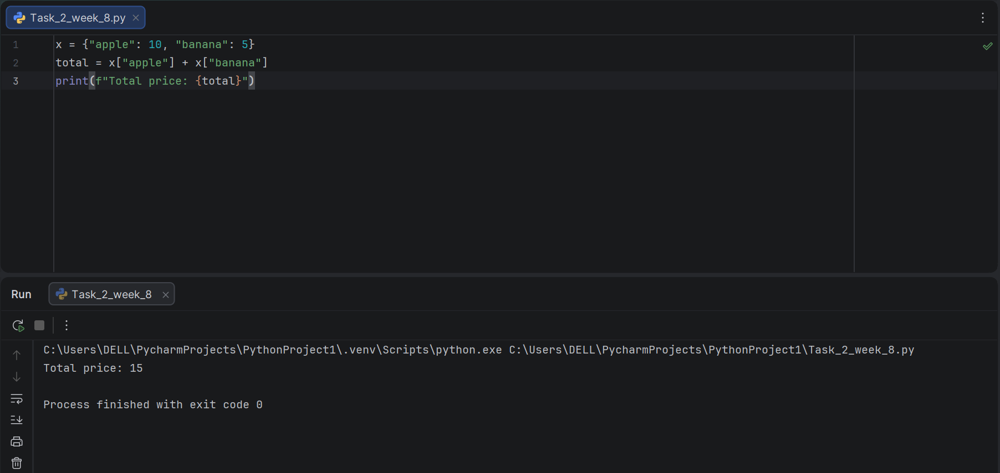 Task_2_week_8.py
1 x = {"apple": 10, "banana": 5}
2 total = x["apple"] + x["banana"]
3 print(f"Total price: {total}")
Run Task_2_week_8
C:\Users\DELL\PycharmProjects\PythonProject1\.venv\Scripts\python.exe C:\Users\DELL\PycharmProjects\PythonProject1\Task_2_week_8.py
Total price: 15
Process finished with exit code 0